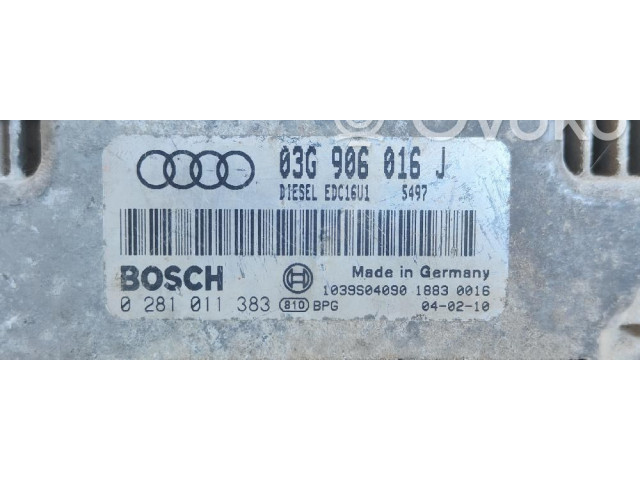 03G 906 016 J
DIESEL EDC16U1 5497
BOSCH
Made in Germany
0 281 011 383 810 BPG
1039S04090 1883 0016
04-02-10